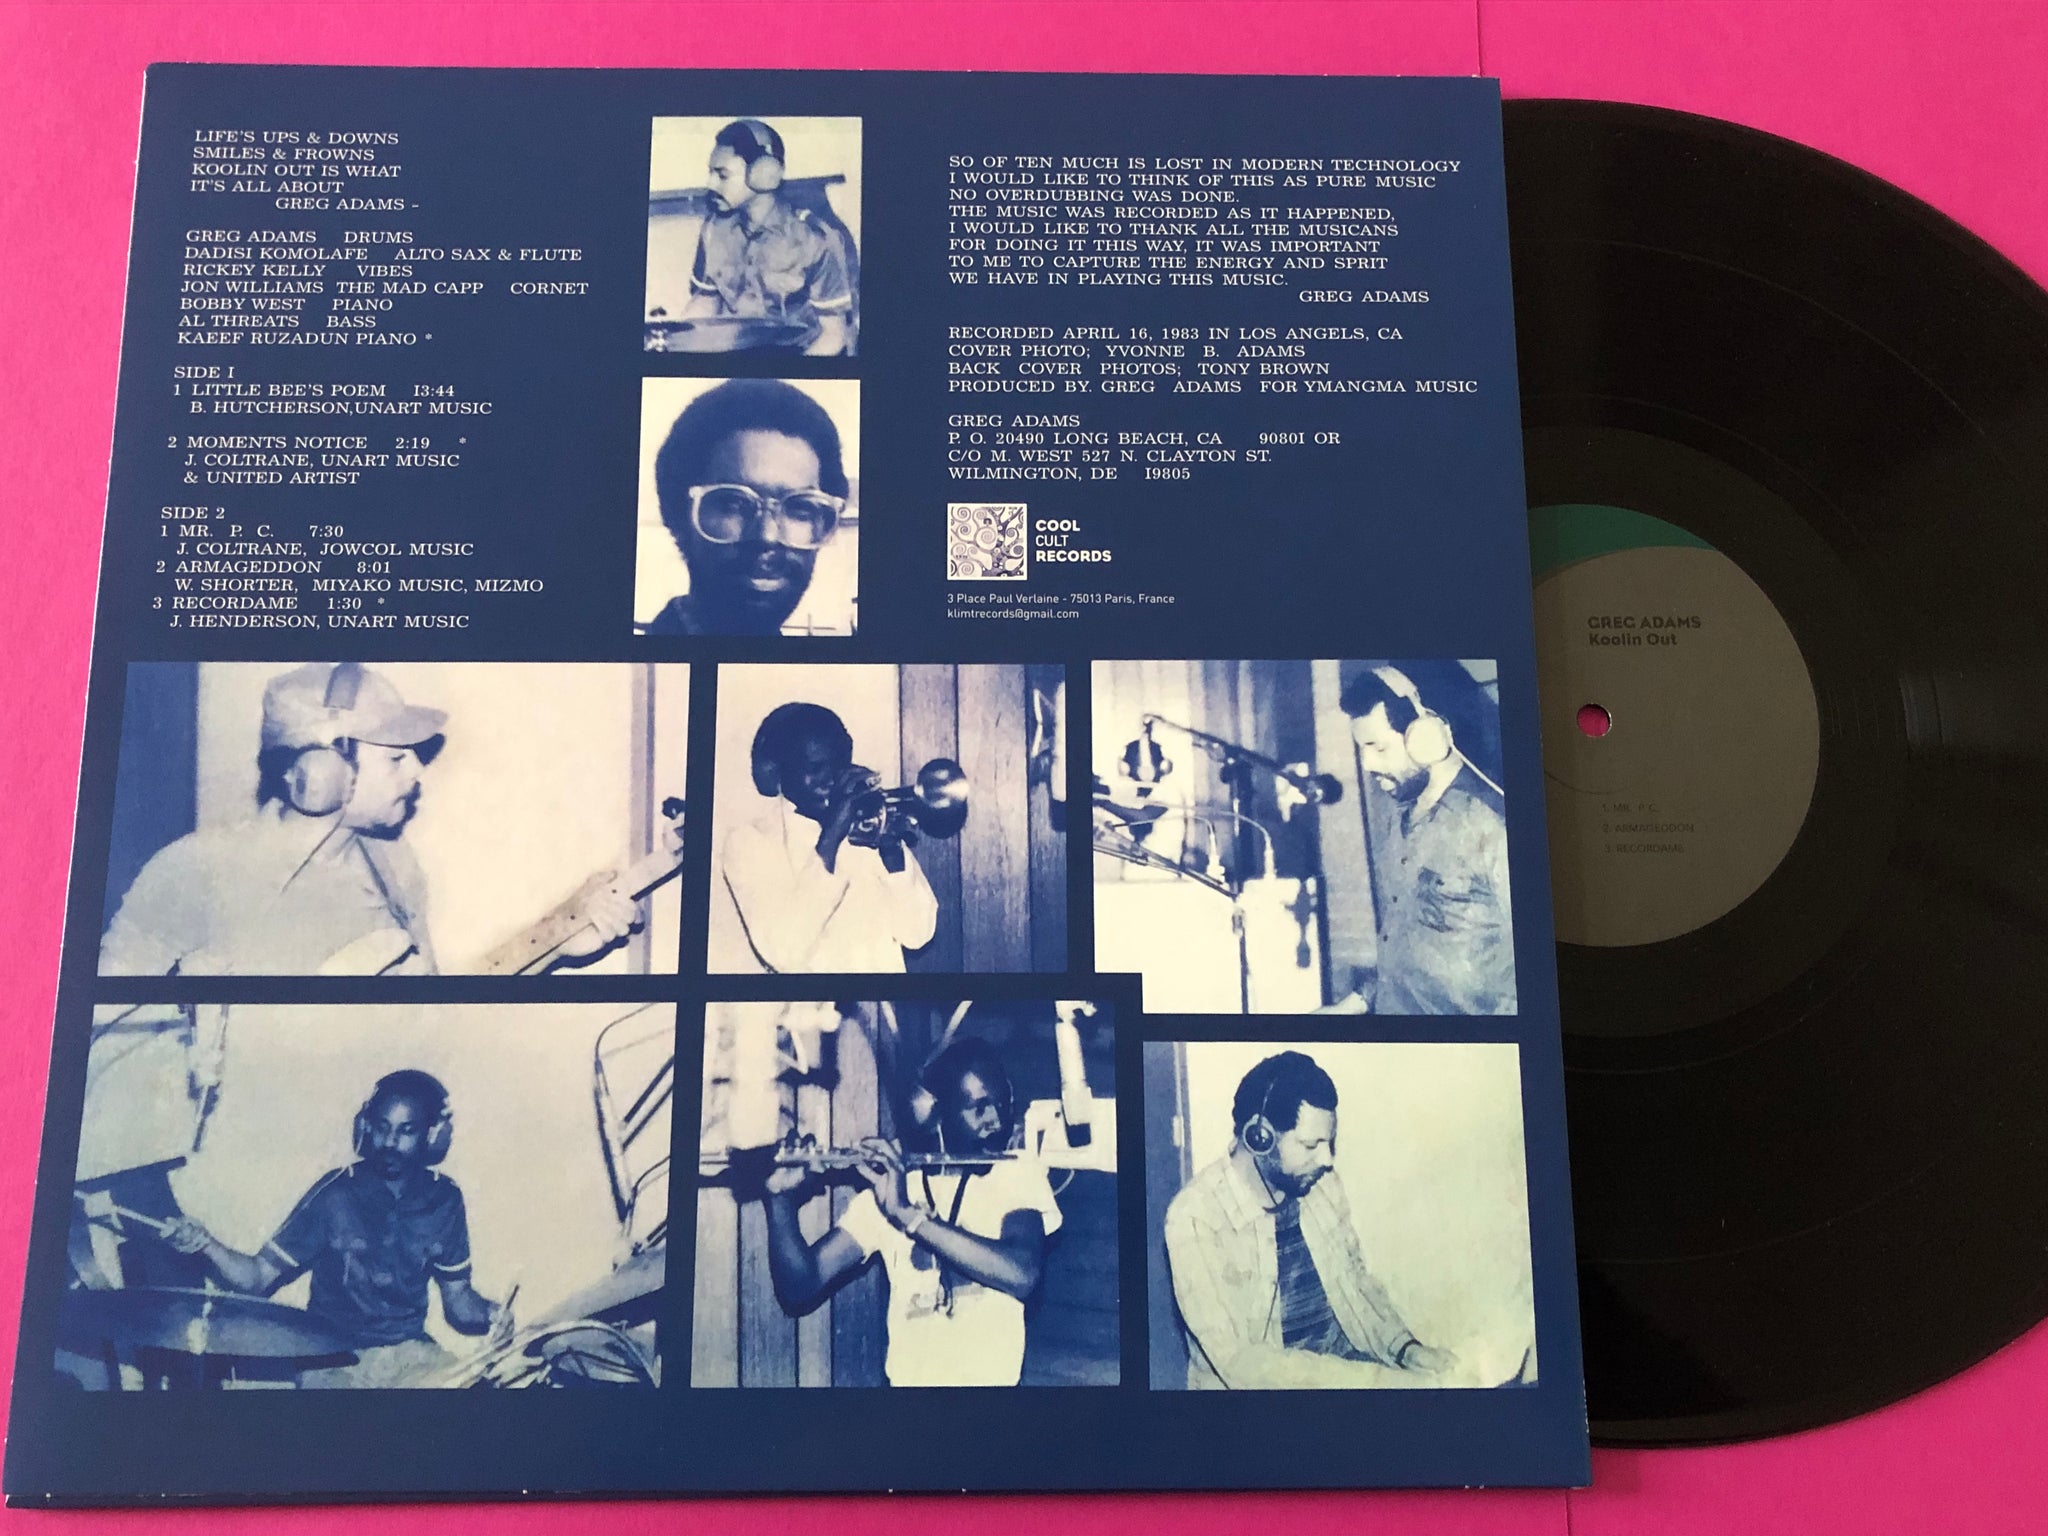 LIFE'S UPS & DOWNS
SMILES & FROWNS
KOOLIN OUT IS WHAT
IT'S ALL ABOUT
GREG ADAMS -
GREG ADAMS DRUMS
DADISI KOMOLAFE ALTO SAX & FLUTE
RICKEY KELLY VIBES
JON WILLIAMS THE MAD CAPP CORNET
BOBBY WEST PIANO
AL THREATS BASS
KAEEF RUZADUN PIANO *
SIDE I
1 LITTLE BEE'S POEM I3:44
B. HUTCHERSON,UNART MUSIC
2 MOMENTS NOTICE 2:19 *
J. COLTRANE, UNART MUSIC
& UNITED ARTIST
SIDE 2
1 MR. P. C. 7:30
J. COLTRANE, JOWCOL MUSIC
2 ARMAGEDDON 8:01
W. SHORTER, MIYAKO MUSIC, MIZMO
3 RECORDAME 1:30 *
J. HENDERSON, UNART MUSIC
SO OF TEN MUCH IS LOST IN MODERN TECHNOLOGY
I WOULD LIKE TO THINK OF THIS AS PURE MUSIC
NO OVERDUBBING WAS DONE.
THE MUSIC WAS RECORDED AS IT HAPPENED,
I WOULD LIKE TO THANK ALL THE MUSICANS
FOR DOING IT THIS WAY, IT WAS IMPORTANT
TO ME TO CAPTURE THE ENERGY AND SPRIT
WE HAVE IN PLAYING THIS MUSIC.
GREG ADAMS
RECORDED APRIL 16, 1983 IN LOS ANGELS, CA
COVER PHOTO; YVONNE B. ADAMS
BACK COVER PHOTOS; TONY BROWN
PRODUCED BY. GREG ADAMS FOR YMANGMA MUSIC
GREG ADAMS
P. O. 20490 LONG BEACH, CA 9080I OR
C/O M. WEST 527 N. CLAYTON ST.
WILMINGTON, DE I9805
COOL
CULT
RECORDS
3 Place Paul Verlaine - 75013 Paris, France
klimtrecords@gmail.com
GREG ADAMS
Koolin Out
1. MR. P C.
2. ARMAGEDDON
3. RECORDAME